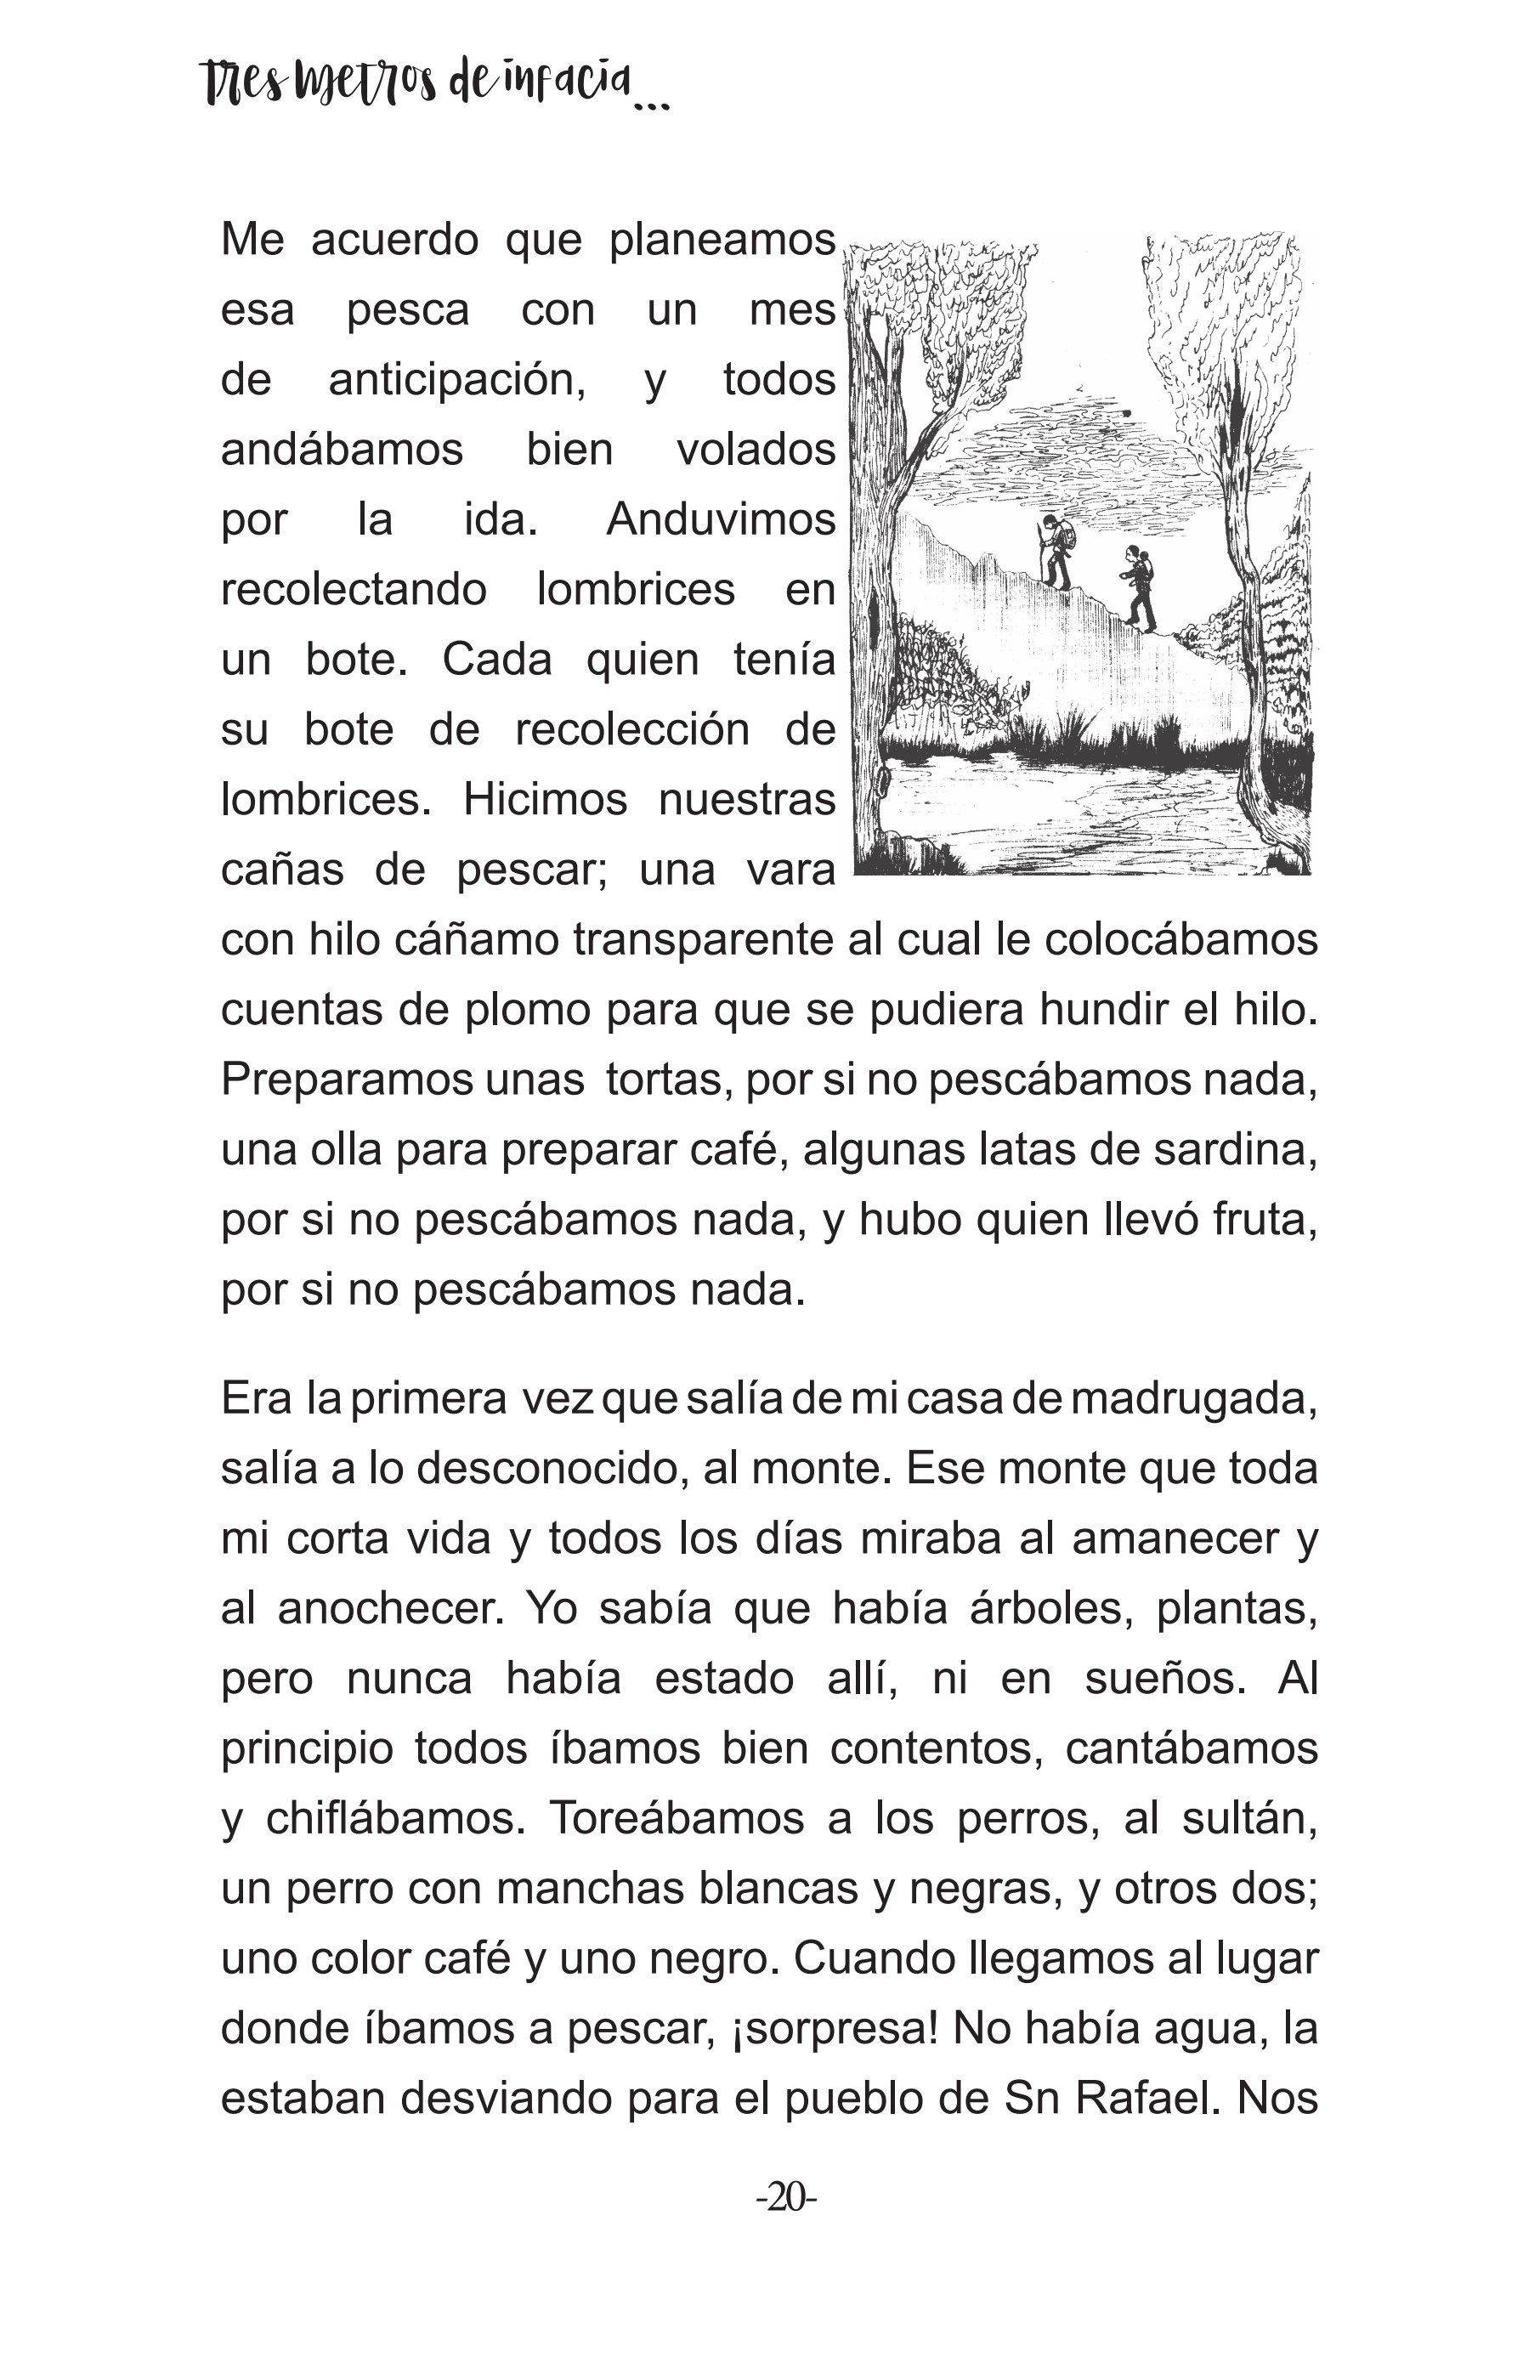 Tres metros de infacia...
Me acuerdo que planeamos
esa pesca con un mes
de anticipación, y todos
andábamos bien volados
por la ida. Anduvimos
recolectando lombrices en
un bote. Cada quien tenía
su bote de recolección de
lombrices. Hicimos nuestras
cañas de pescar; una vara
con hilo cáñamo transparente al cual le colocábamos
cuentas de plomo para que se pudiera hundir el hilo.
Preparamos unas tortas, por si no pescábamos nada,
una olla para preparar café, algunas latas de sardina,
por si no pescábamos nada, y hubo quien llevó fruta,
por si no pescábamos nada.
Era la primera vez que salía de mi casa de madrugada,
salía a lo desconocido, al monte. Ese monte que toda
mi corta vida y todos los días miraba al amanecer y
al anochecer. Yo sabía que había árboles, plantas,
pero nunca había estado allí, ni en sueños. Al
principio todos íbamos bien contentos, cantábamos
y chiflábamos. Toreábamos a los perros, al sultán,
un perro con manchas blancas y negras, y otros dos;
uno color café y uno negro. Cuando llegamos al lugar
donde íbamos a pescar, ¡sorpresa! No había agua, la
estaban desviando para el pueblo de Sn Rafael. Nos
-20-